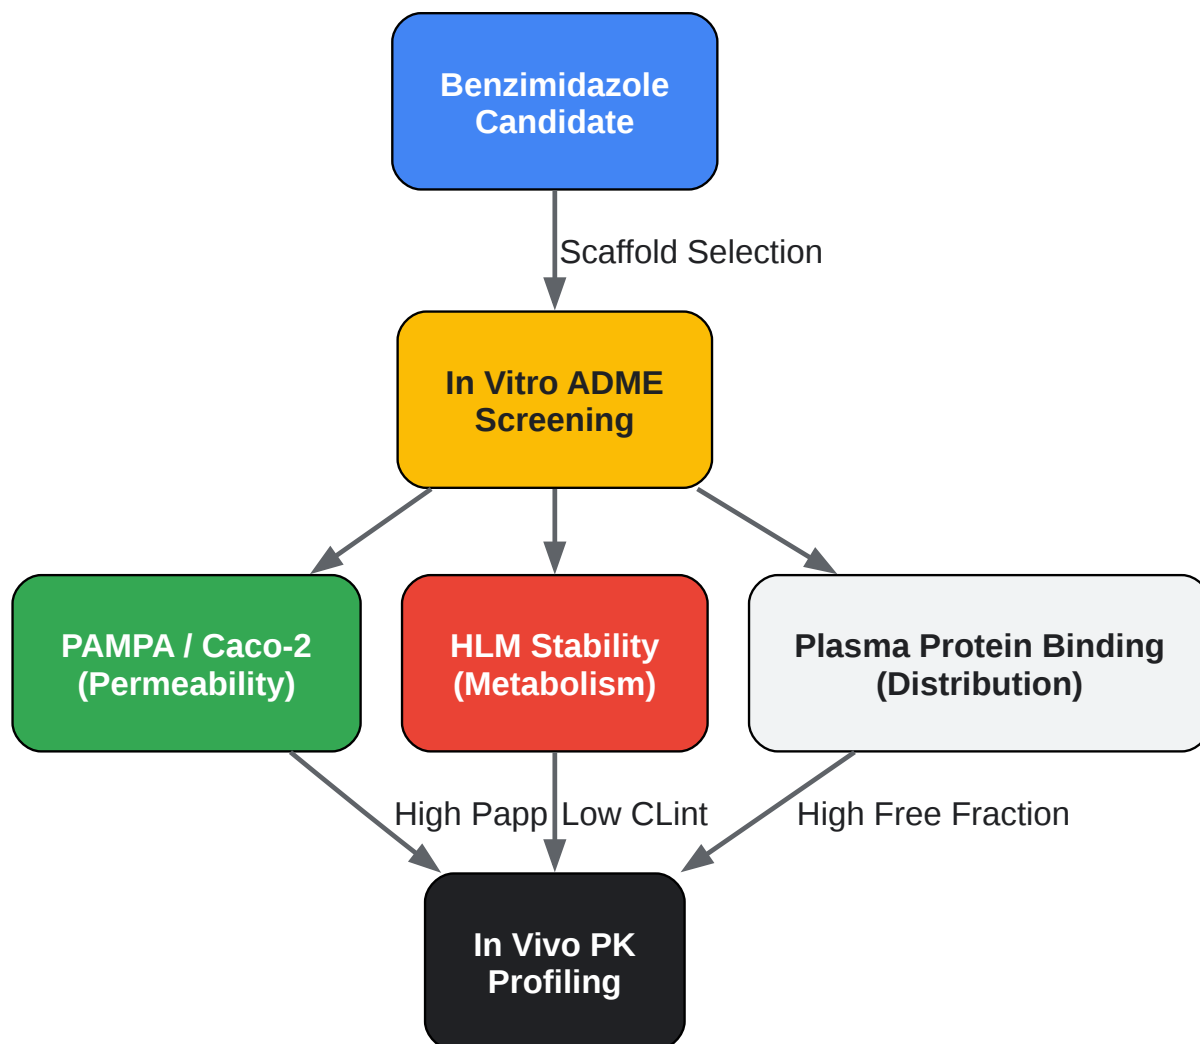 Benzimidazole
Candidate
Scaffold Selection
In Vitro ADME
Screening
PAMPA / Caco-2
(Permeability)
HLM Stability
(Metabolism)
Plasma Protein Binding
(Distribution)
High Papp
Low CLint
High Free Fraction
In Vivo PK
Profiling